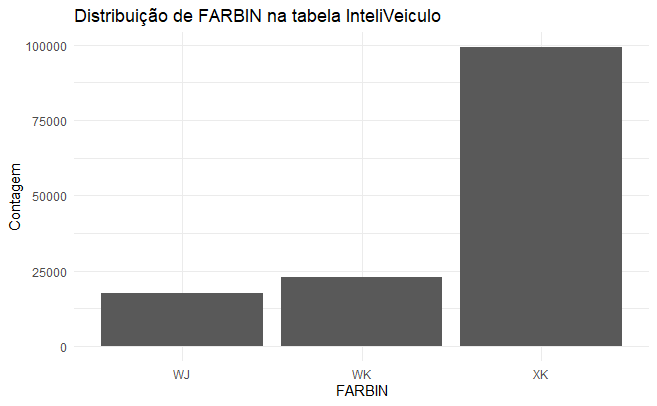 Distribuição de FARBIN na tabela InteliVeiculo
Contagem
100000
75000
50000
25000
0
WJ WK XK
FARBIN